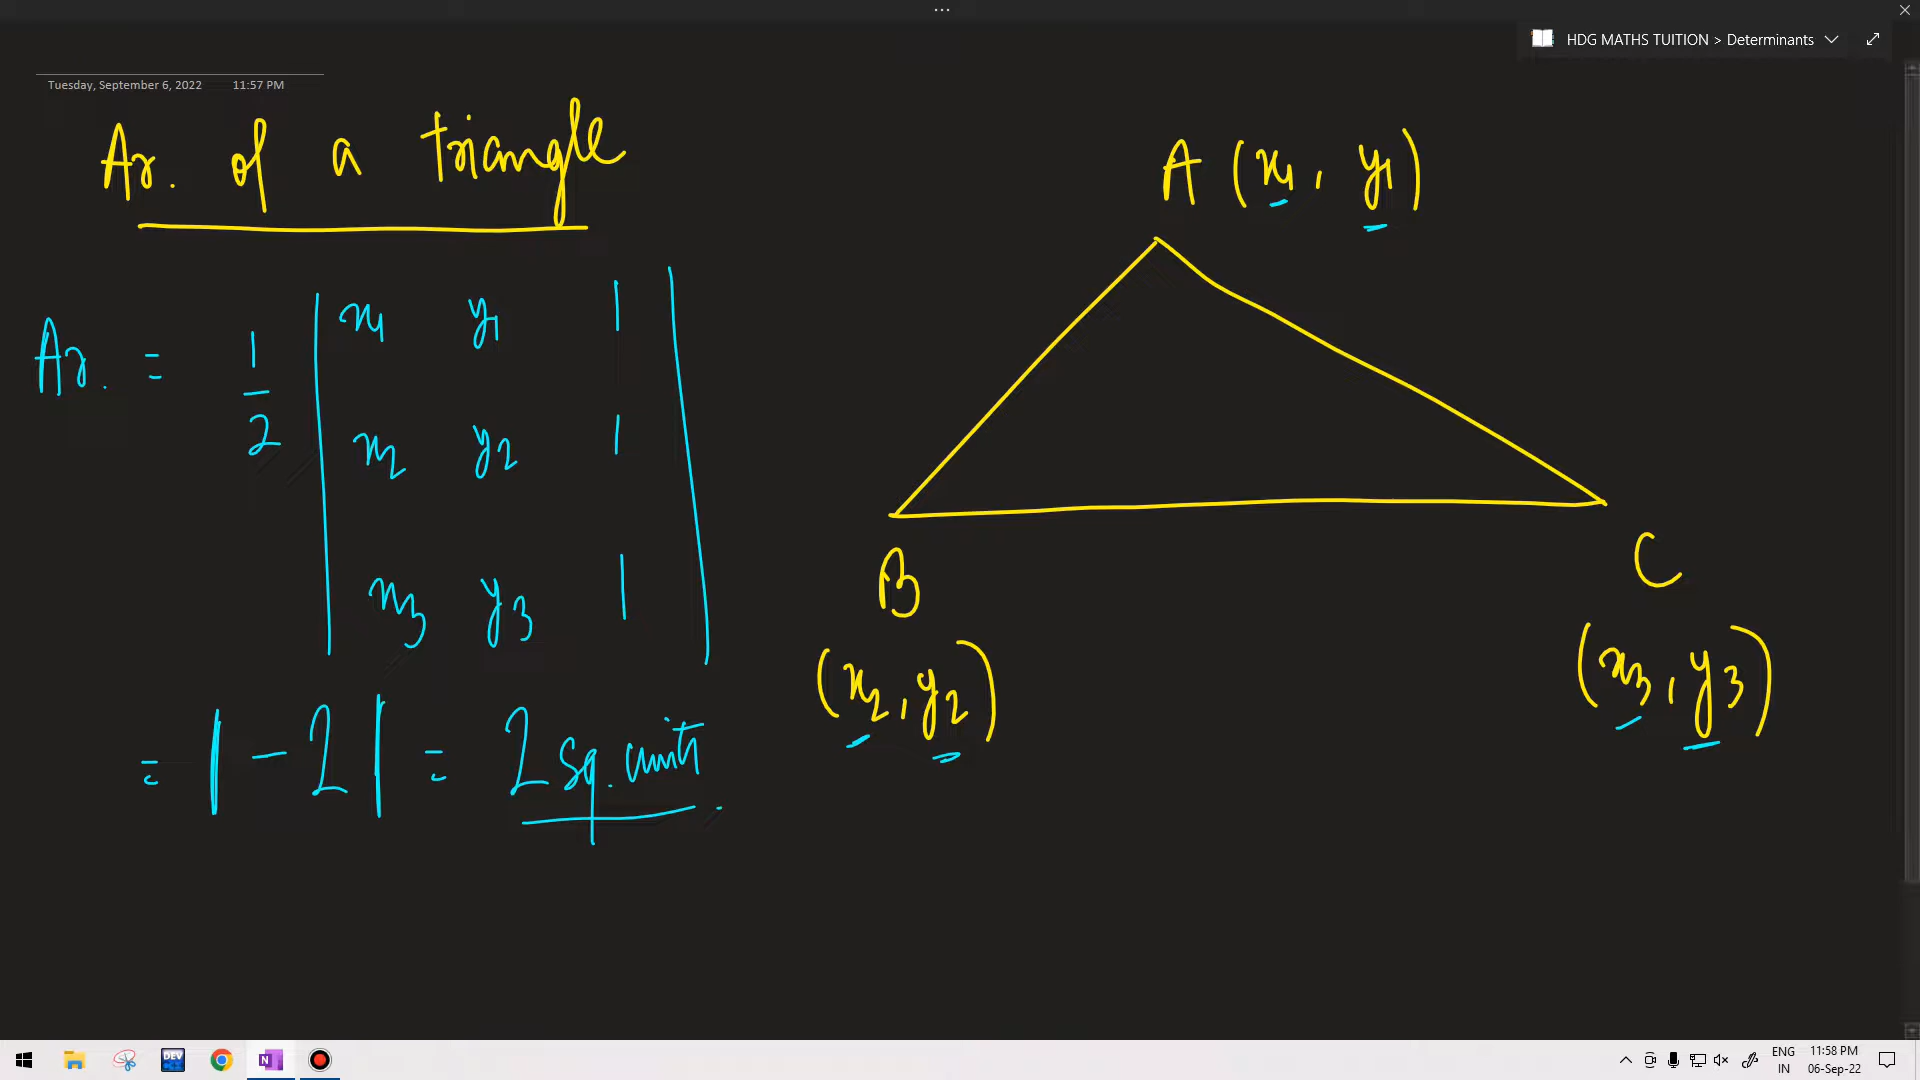 ...
HDG MATHS TUITION > Determinants
Tuesday, September 6, 2022 11:57 PM
Ar. of a triangle
A (x1, y1)
Ar. = 1/2 | x1 y1 1
x2 y2 1
x3 y3 1 |
B
C
(x2, y2)
(x3, y3)
= |-2| = 2 sq. units.
DEV
N
ENG
IN
11:58 PM
06-Sep-22